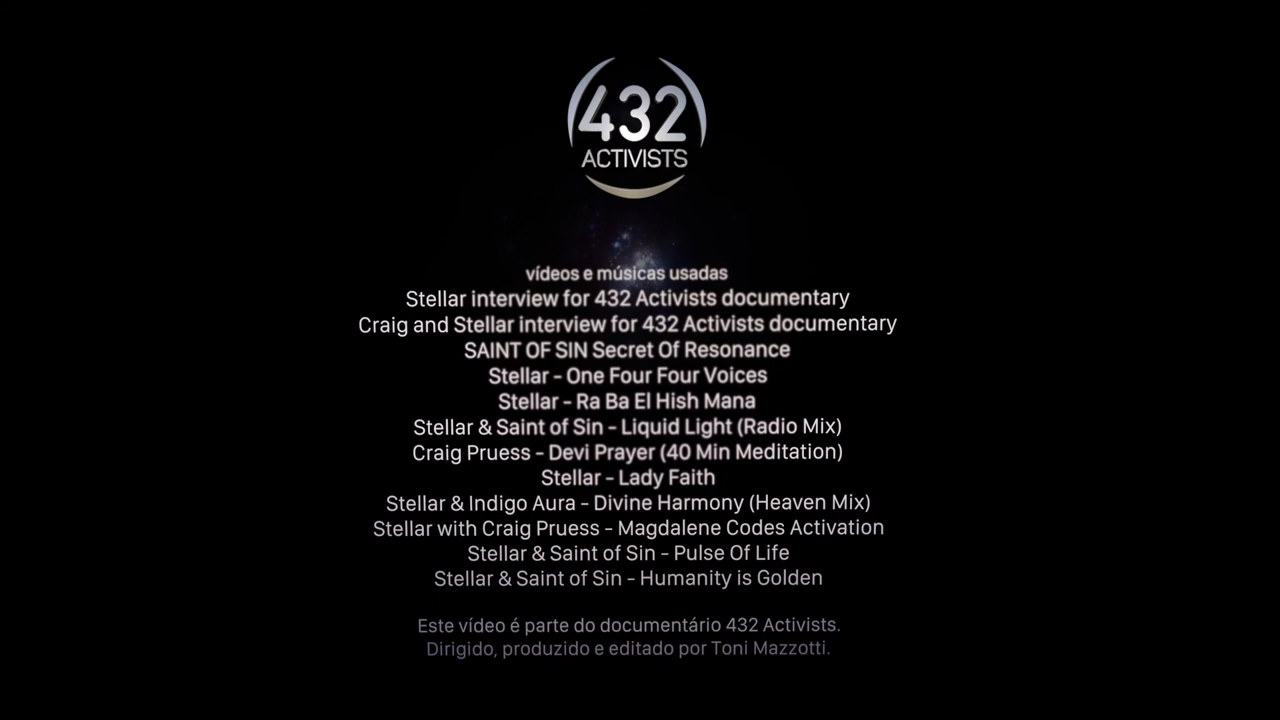 432
ACTIVISTS
vídeos e músicas usadas
Stellar interview for 432 Activists documentary
Craig and Stellar interview for 432 Activists documentary
SAINT OF SIN Secret Of Resonance
Stellar - One Four Four Voices
Stellar - Ra Ba El Hish Mana
Stellar & Saint of Sin - Liquid Light (Radio Mix)
Craig Pruess - Devi Prayer (40 Min Meditation)
Stellar - Lady Faith
Stellar & Indigo Aura - Divine Harmony (Heaven Mix)
Stellar with Craig Pruess - Magdalene Codes Activation
Stellar & Saint of Sin - Pulse Of Life
Stellar & Saint of Sin - Humanity is Golden
Este vídeo é parte do documentário 432 Activists.
Dirigido, produzido e editado por Toni Mazzotti.